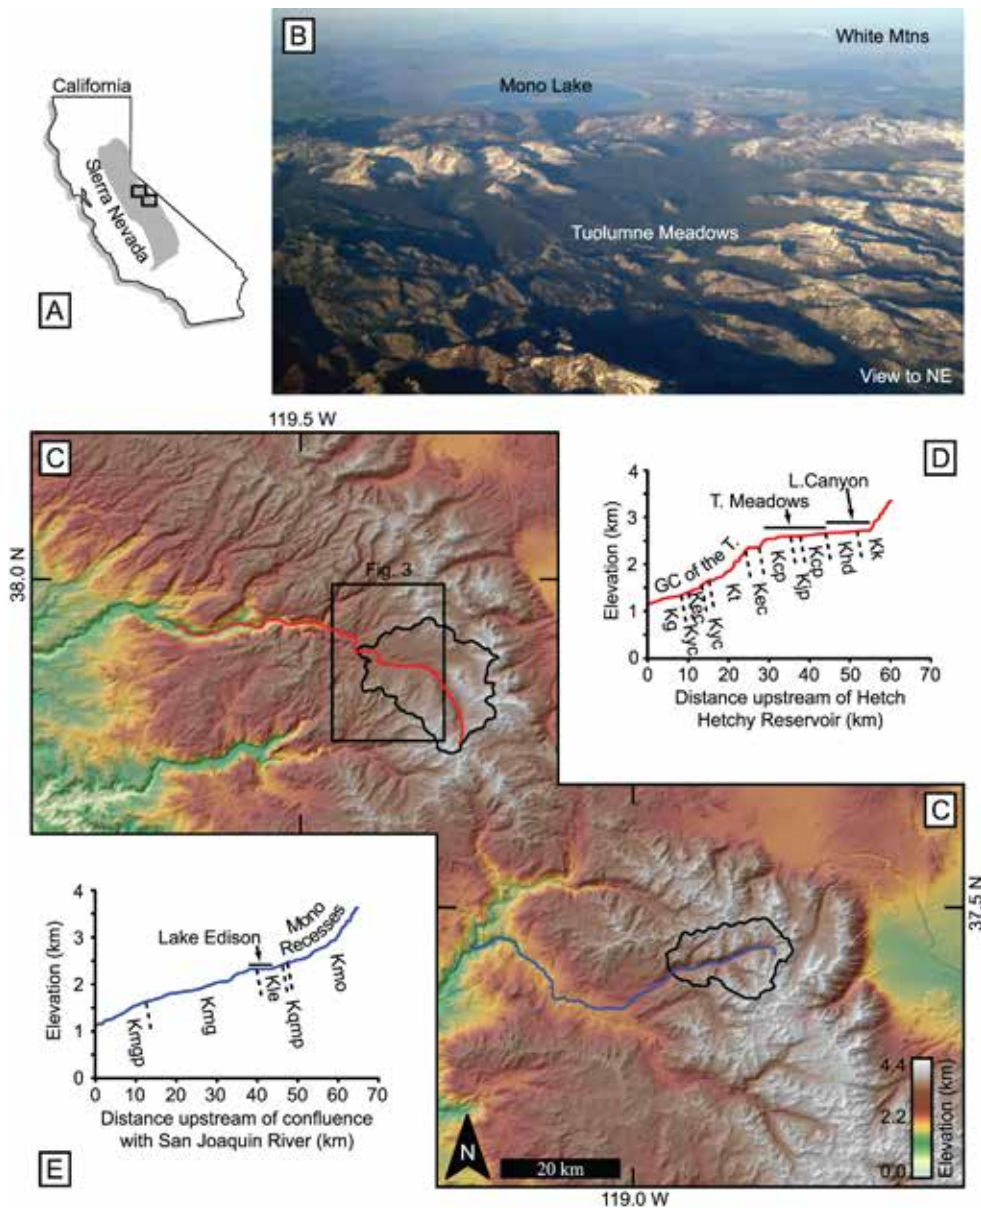 California
Sierra Nevada
A
B
White Mtns
Mono Lake
Tuolumne Meadows
View to NE
119.5 W
C
38.0 N
Fig. 3
D
L.Canyon
T. Meadows
GC of the T.
Elevation (km)
4
3
2
1
0
Kg
Kyc
Kec
Kyc
Kt
Kec
Kcp
Kjp
Kcp
Khd
Kk
0 10 20 30 40 50 60 70
Distance upstream of Hetch
Hetchy Reservoir (km)
C
37.5 N
Elevation (km)
4.4
2.2
0.0
N
20 km
119.0 W
Mono
Recesses
Lake Edison
Elevation (km)
4
3
2
1
0
Kmgp
Kmg
Kle
Kqmp
Kmo
0 10 20 30 40 50 60 70
Distance upstream of confluence
with San Joaquin River (km)
E